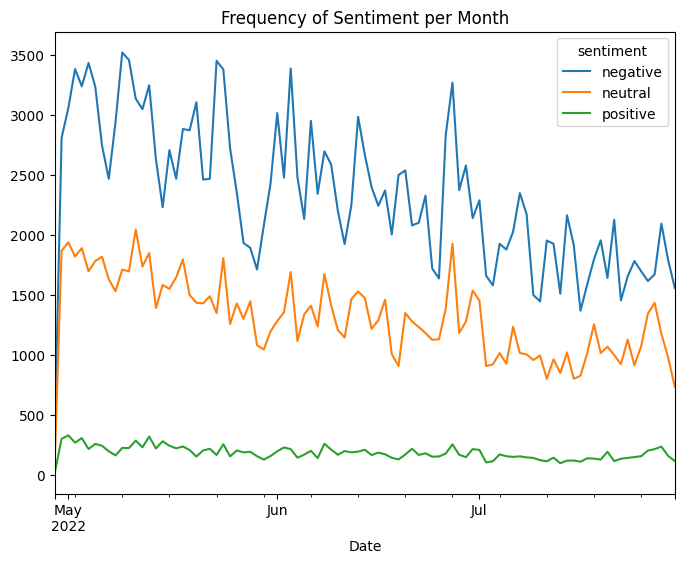 Frequency of Sentiment per Month
sentiment
negative
neutral
positive
3500
3000
2500
2000
1500
1000
500
0
May
2022
Jun
Jul
Date